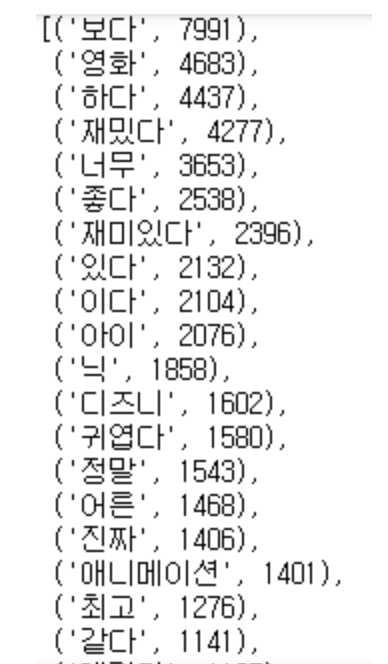 [('보다', 7991),
('영화', 4683),
('하다', 4437),
('재밌다', 4277),
('너무', 3653),
('좋다', 2538),
('재미있다', 2396),
('있다', 2132),
('이다', 2104),
('아이', 2076),
('닉', 1858),
('디즈니', 1602),
('귀엽다', 1580),
('정말', 1543),
('어른', 1468),
('진짜', 1406),
('애니메이션', 1401),
('최고', 1276),
('같다', 1141),